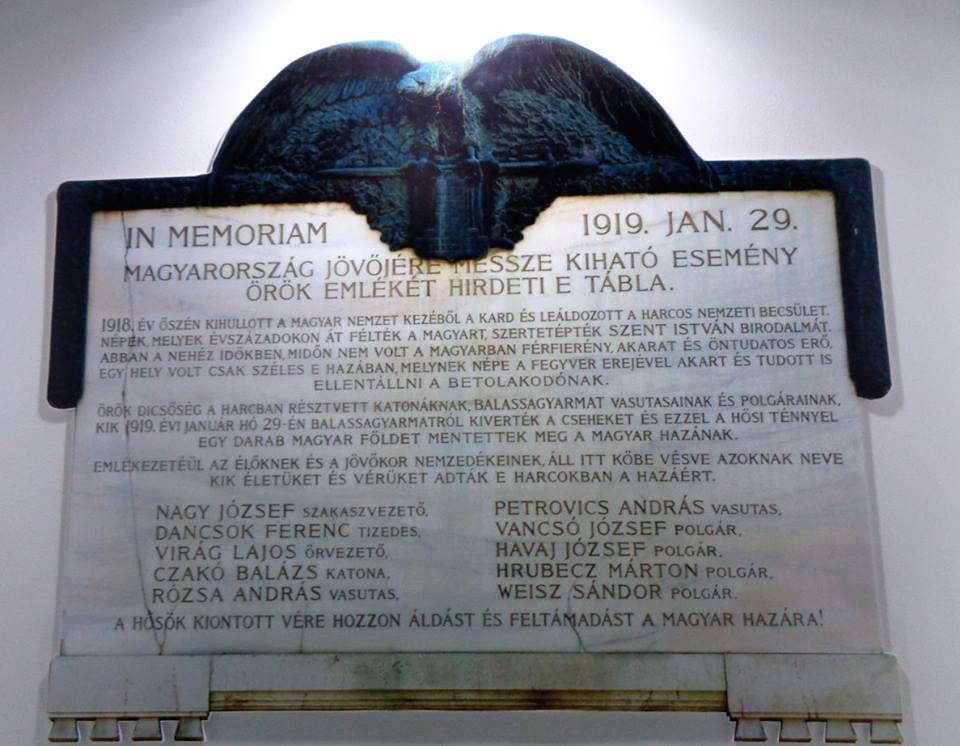 IN MEMORIAM 1919. JAN. 29.
MAGYARORSZÁG JÖVŐJÉRE MESSZE KIHATÓ ESEMÉNY
ÖRÖK EMLÉKÉT HIRDETI E TÁBLA.
1918. ÉV ŐSZÉN KIHULLOTT A MAGYAR NEMZET KEZÉBŐL A KARD ÉS LEÁLDOZOTT A HARCOS NEMZETI BECSÜLET.
NÉPEK, MELYEK ÉVSZÁZADOKON ÁT FÉLTÉK A MAGYART, SZERTETÉPTÉK SZENT ISTVÁN BIRODALMÁT.
ABBAN A NEHÉZ IDŐKBEN, MIDŐN NEM VOLT A MAGYARBAN FÉRFIERÉNY, AKARAT ÉS ÖNTUDATOS ERŐ,
EGY HELY VOLT CSAK SZÉLES E HAZÁBAN, MELYNEK NÉPE A FEGYVER EREJÉVEL AKART ÉS TUDOTT IS
ELLENTÁLLNI A BETOLAKODÓNAK.
ÖRÖK DICSŐSÉG A HARCBAN RÉSZTVETT KATONÁKNAK, BALASSAGYARMAT VASUTASAINAK ÉS POLGÁRAINAK,
KIK 1919. ÉVI JANUÁR HÓ 29-ÉN BALASSAGYARMATRÓL KIVERTÉK A CSEHEKET ÉS EZZEL A HŐSI TÉNNYEL
EGY DARAB MAGYAR FÖLDET MENTETTEK MEG A MAGYAR HAZÁNAK.
EMLÉKEZETÉÜL AZ ÉLŐKNEK ÉS A JÖVŐKOR NEMZEDÉKEINEK, ÁLL ITT KŐBE VÉSVE AZOKNAK NEVE
KIK ÉLETÜKET ÉS VÉRÜKET ADTÁK E HARCOKBAN A HAZÁÉRT.
NAGY JÓZSEF SZAKASZVEZETŐ,
DANCSOK FERENC TIZEDES,
VIRÁG LAJOS ŐRVEZETŐ,
CZAKÓ BALÁZS KATONA,
RÓZSA ANDRÁS VASUTAS,
PETROVICS ANDRÁS VASUTAS,
VANCSÓ JÓZSEF POLGÁR,
HAVAJ JÓZSEF POLGÁR,
HRUBECZ MÁRTON POLGÁR,
WEISZ SÁNDOR POLGÁR.
A HŐSÖK KIONTOTT VÉRE HOZZON ÁLDÁST ÉS FELTÁMADÁST A MAGYAR HAZÁRA!